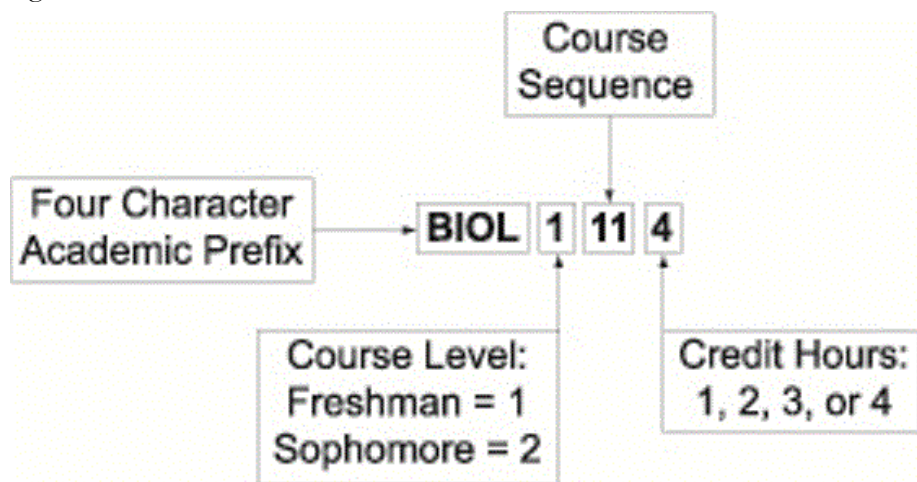 Course
Sequence
Four Character
Academic Prefix
BIOL 1 11 4
Course Level:
Freshman = 1
Sophomore = 2
Credit Hours:
1, 2, 3, or 4